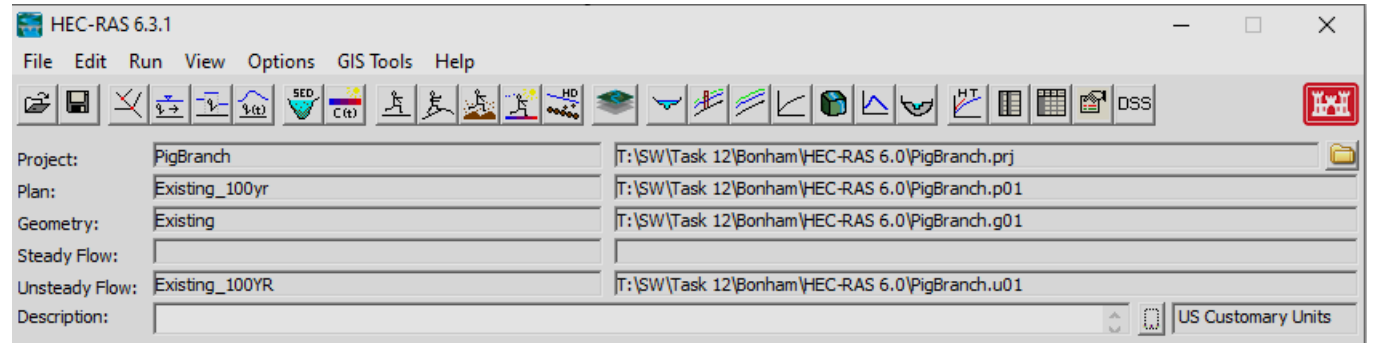 HEC-RAS 6.3.1
File Edit Run View Options GIS Tools Help
SED C(t) HD HT DSS
Project: PigBranch T:\SW\Task 12\Bonham\HEC-RAS 6.0\PigBranch.prj
Plan: Existing_100yr T:\SW\Task 12\Bonham\HEC-RAS 6.0\PigBranch.p01
Geometry: Existing T:\SW\Task 12\Bonham\HEC-RAS 6.0\PigBranch.g01
Steady Flow:
Unsteady Flow: Existing_100YR T:\SW\Task 12\Bonham\HEC-RAS 6.0\PigBranch.u01
Description: US Customary Units